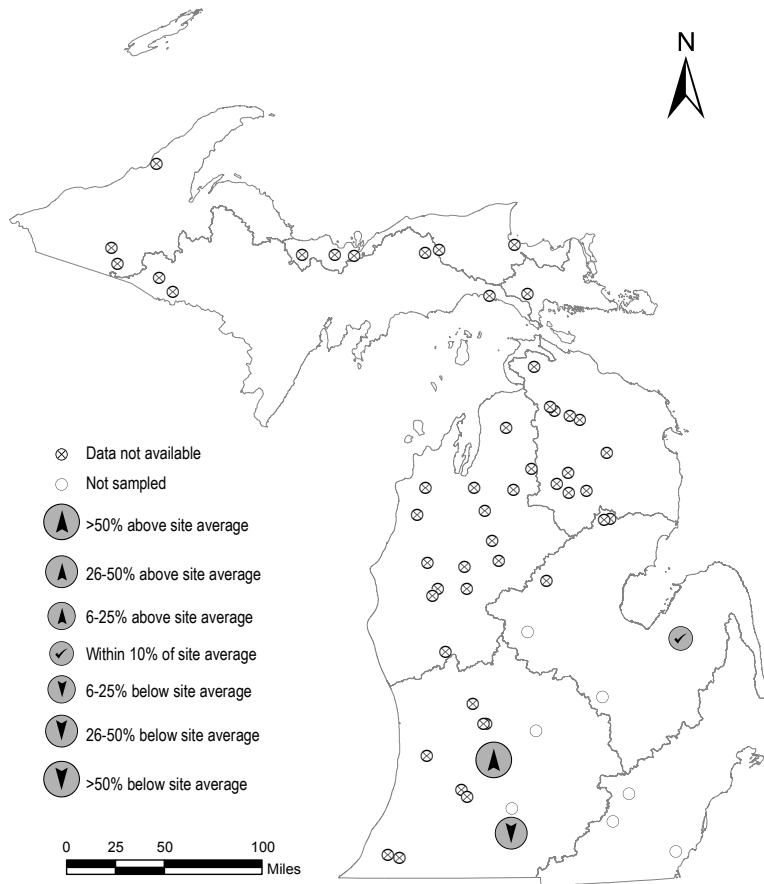 N
Data not available
Not sampled
>50% above site average
26-50% above site average
6-25% above site average
Within 10% of site average
6-25% below site average
26-50% below site average
>50% below site average
0 25 50 100
Miles